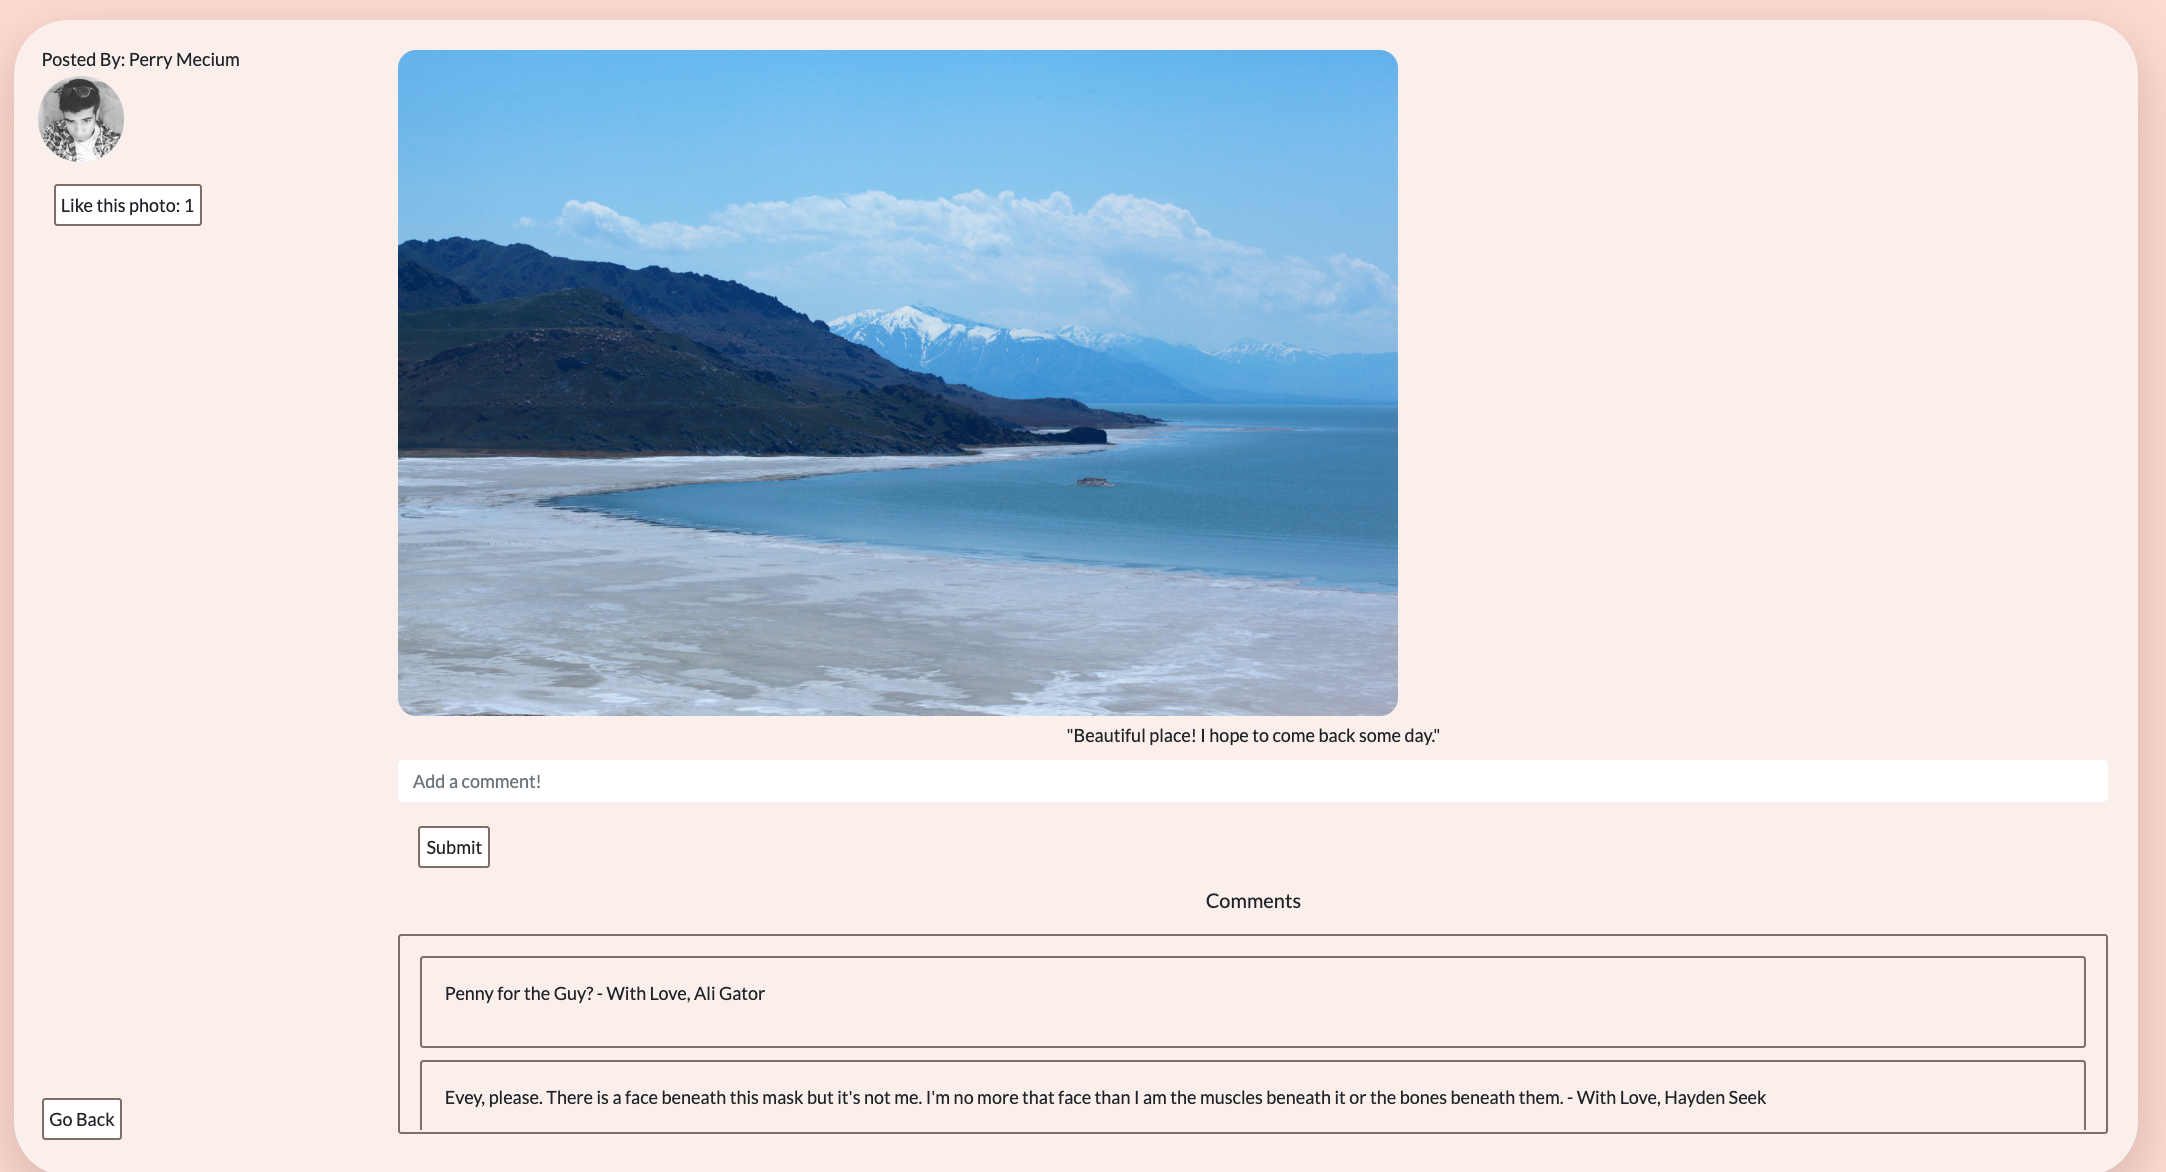 Posted By: Perry Mecium
Like this photo: 1
"Beautiful place! I hope to come back some day."
Add a comment!
Submit
Comments
Penny for the Guy? - With Love, Ali Gator
Evey, please. There is a face beneath this mask but it's not me. I'm no more that face than I am the muscles beneath it or the bones beneath them. - With Love, Hayden Seek
Go Back